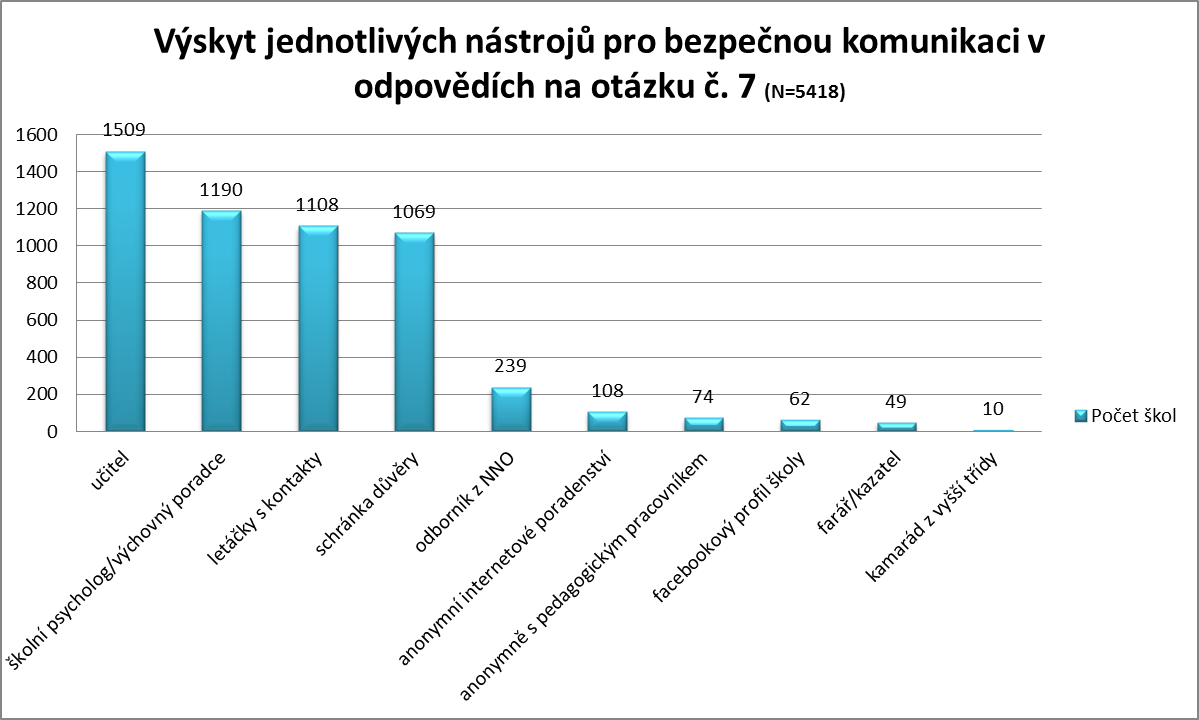 Výskyt jednotlivých nástrojů pro bezpečnou komunikaci v
odpovědích na otázku č. 7 (N=5418)
1600
1400
1200
1000
800
600
400
200
0
1509
1190
1108
1069
239
108
74
62
49
10
učitel
školní psycholog/výchovný poradce
letáčky s kontakty
schránka důvěry
odborník z NNO
anonymní internetové poradenství
anonymně s pedagogickým pracovníkem
facebookový profil školy
farář/kazatel
kamarád z vyšší třídy
Počet škol